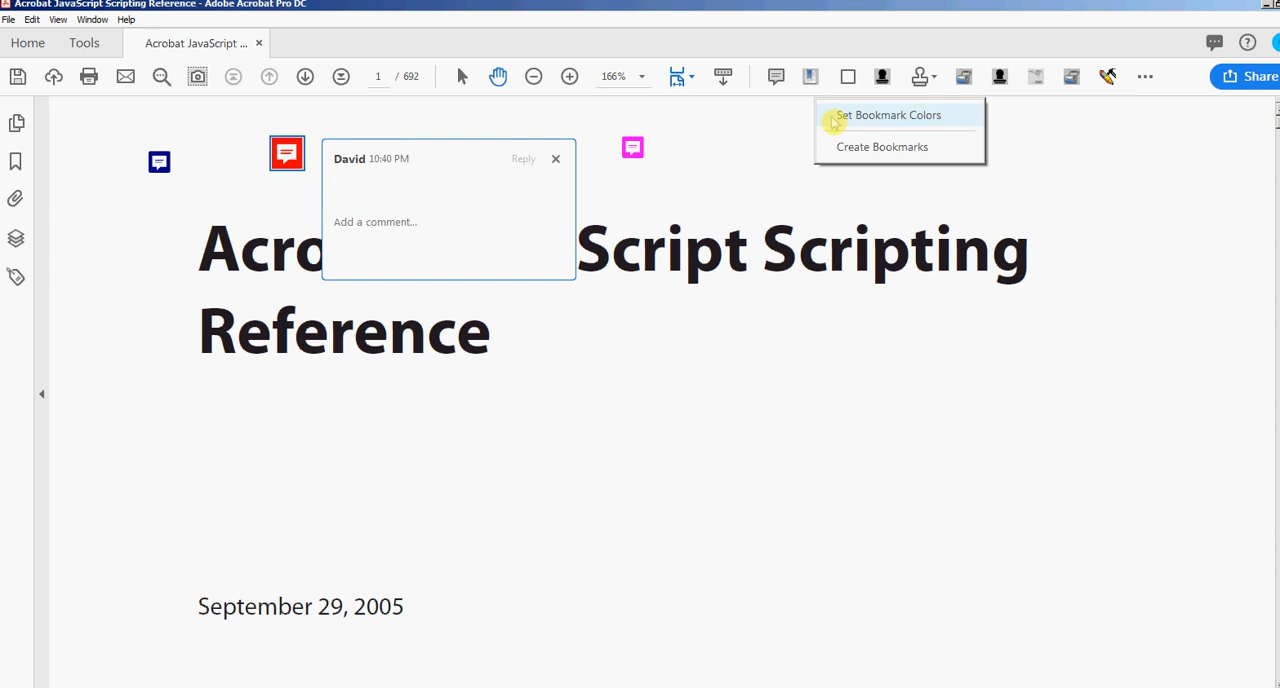 Acrobat JavaScript Scripting Reference - Adobe Acrobat Pro DC
File Edit View Window Help
Home Tools Acrobat JavaScript ... ×
1 / 692 166% Share
Set Bookmark Colors
Create Bookmarks
David 10:40 PM Reply
Add a comment...
Acro Script Scripting
Reference
September 29, 2005